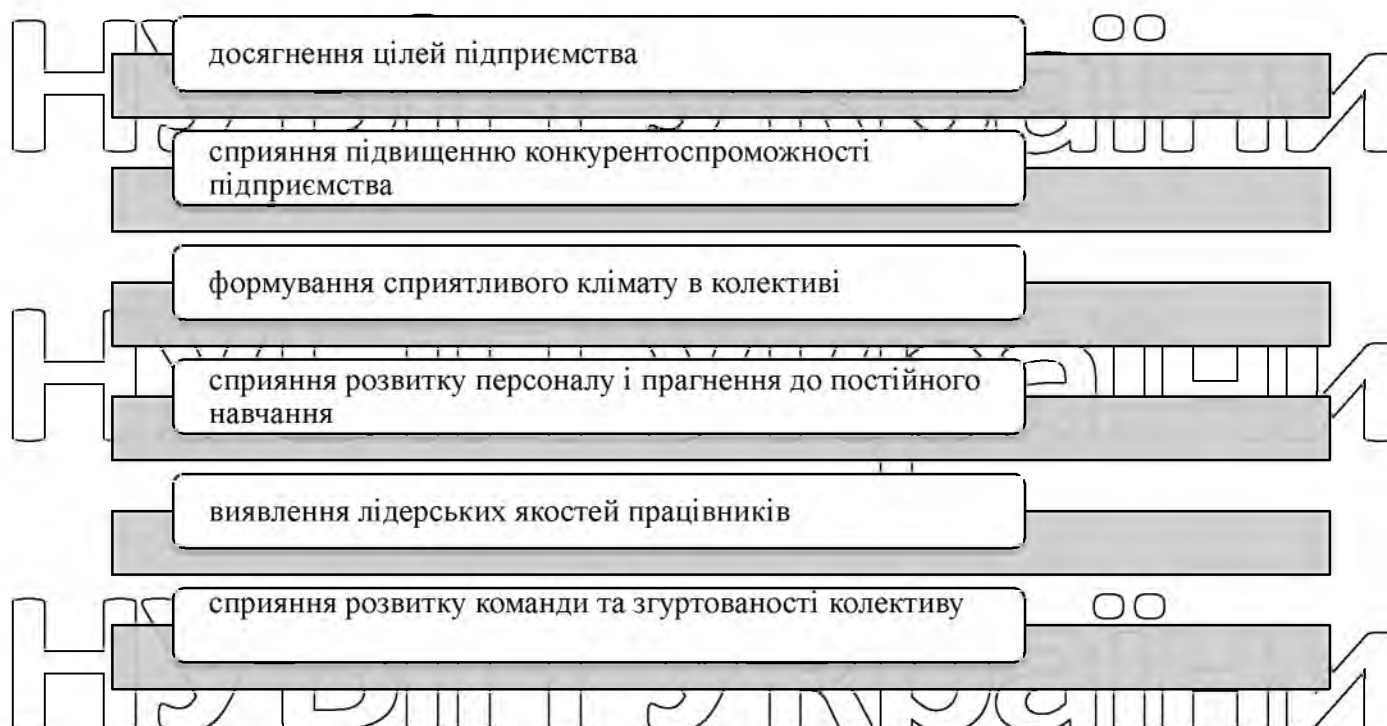 досягнення цілей підприємства
сприяння підвищенню конкурентоспроможності
підприємства
формування сприятливого клімату в колективі
сприяння розвитку персоналу і прагнення до постійного
навчання
виявлення лідерських якостей працівників
сприяння розвитку команди та згуртованості колективу